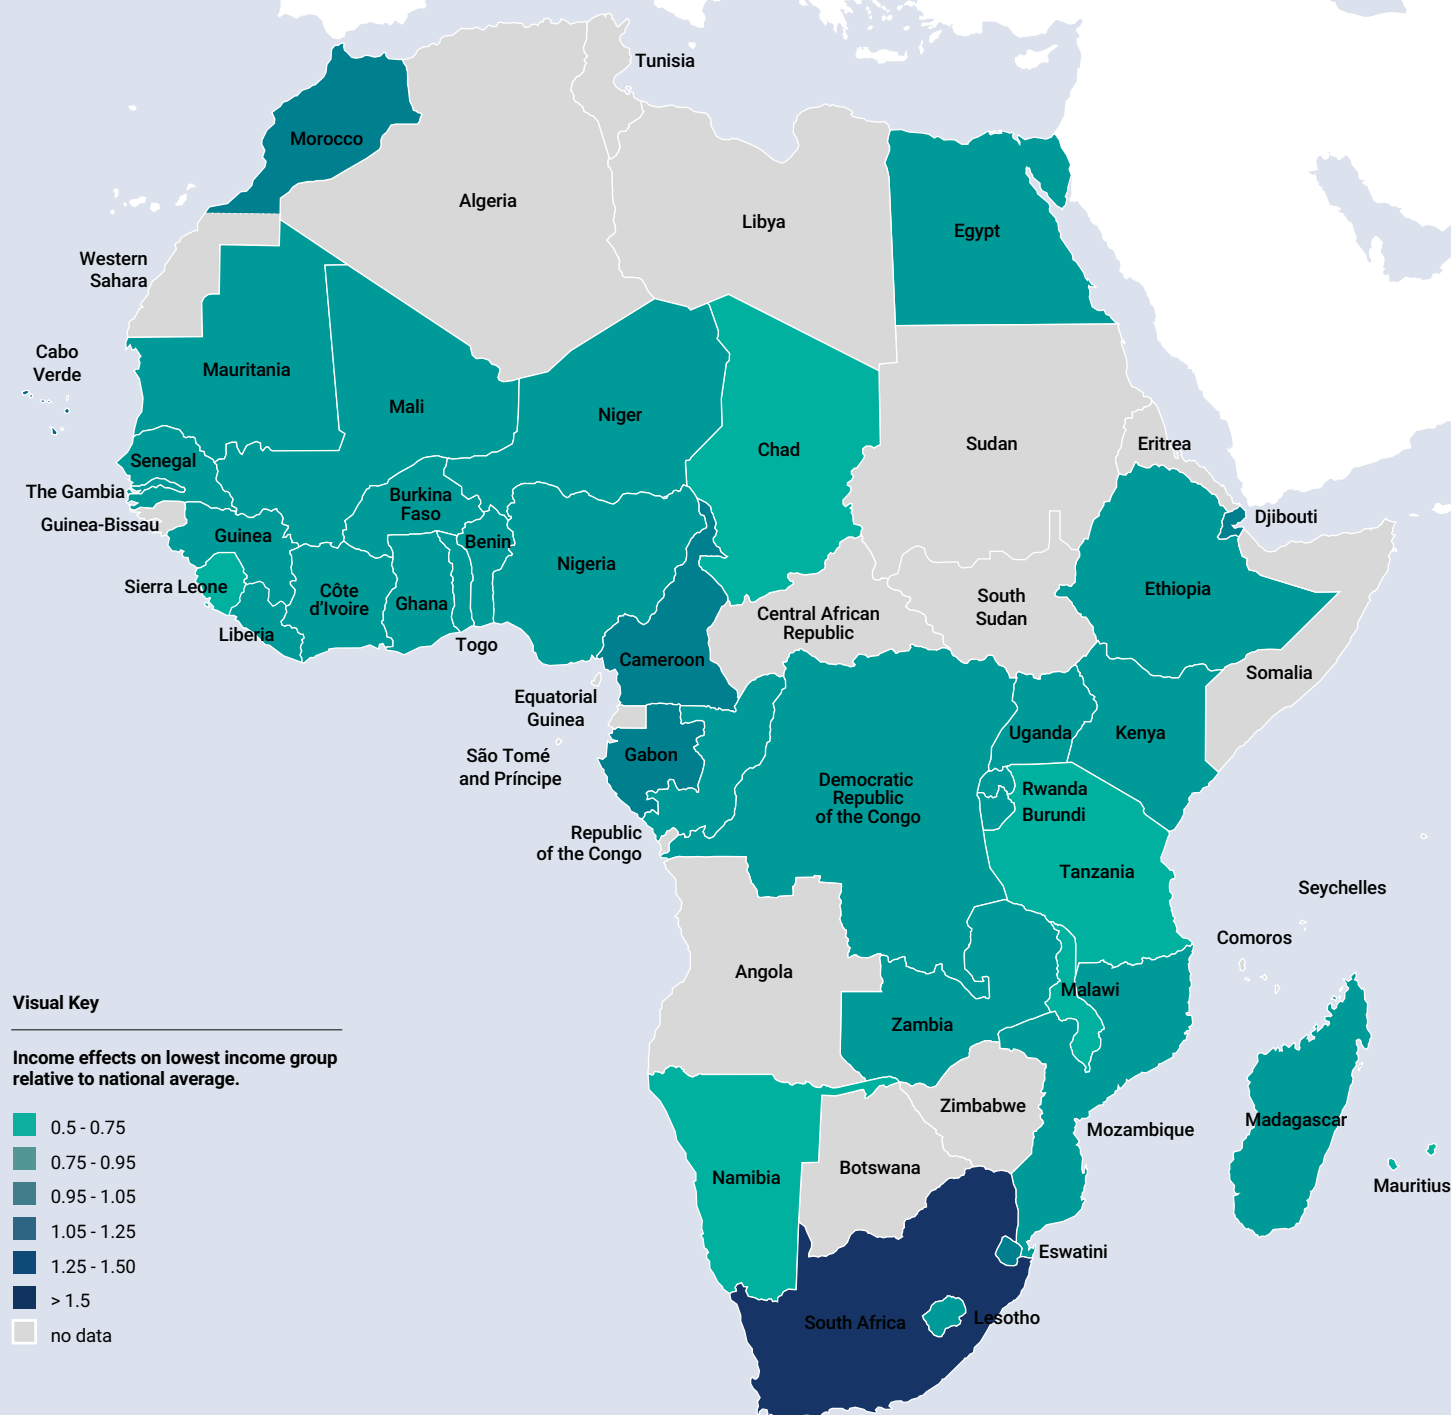 Tunisia
Morocco
Algeria
Libya
Egypt
Western
Sahara
Cabo
Verde
Mauritania
Mali
Niger
Chad
Sudan
Eritrea
Senegal
The Gambia
Burkina
Faso
Guinea-Bissau
Guinea
Benin
Djibouti
Nigeria
Sierra Leone
Côte
d’Ivoire
Ghana
Ethiopia
South
Sudan
Central African
Republic
Liberia
Togo
Cameroon
Somalia
Equatorial
Guinea
Uganda
Kenya
Gabon
São Tomé
and Príncipe
Democratic
Republic
of the Congo
Rwanda
Burundi
Republic
of the Congo
Tanzania
Seychelles
Comoros
Angola
Malawi
Zambia
Zimbabwe
Madagascar
Mozambique
Botswana
Namibia
Mauritius
Eswatini
South Africa
Lesotho
Visual Key
Income effects on lowest income group
relative to national average.
0.5 - 0.75
0.75 - 0.95
0.95 - 1.05
1.05 - 1.25
1.25 - 1.50
> 1.5
no data